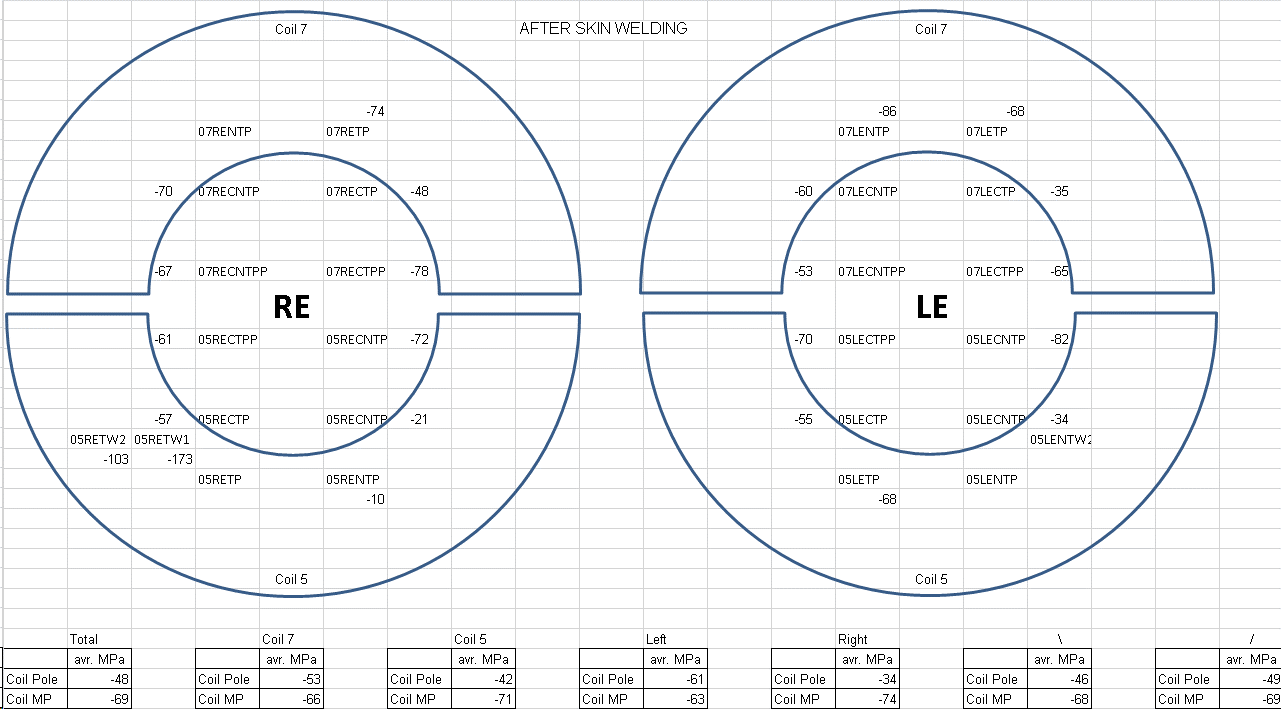 Coil 7 AFTER SKIN WELDING Coil 7
-74 -86 -68
07RENTP 07RETP 07LENTP 07LETP
-70 07RECNTP 07RECTP -48 -60 07LECNTP 07LECTP -35
-67 07RECNTPP 07RECTPP -78 -53 07LECNTPP 07LECTPP -65
RE LE
-61 05RECTPP 05RECNTP -72 -70 05LECTPP 05LECNTP -82
-57 05RECTP 05RECNTP -21 -55 05LECTP 05LECNTP -34
05RETW2 05RETW1 05LENTW2
-103 -173
05RETP 05RENTP 05LETP 05LENTP
-10 -68
Coil 5 Coil 5
Total Coil 7 Coil 5 Left Right \ /
avr. MPa avr. MPa avr. MPa avr. MPa avr. MPa avr. MPa avr. MPa
Coil Pole -48 Coil Pole -53 Coil Pole -42 Coil Pole -61 Coil Pole -34 Coil Pole -46 Coil Pole -49
Coil MP -69 Coil MP -66 Coil MP -71 Coil MP -63 Coil MP -74 Coil MP -68 Coil MP -69